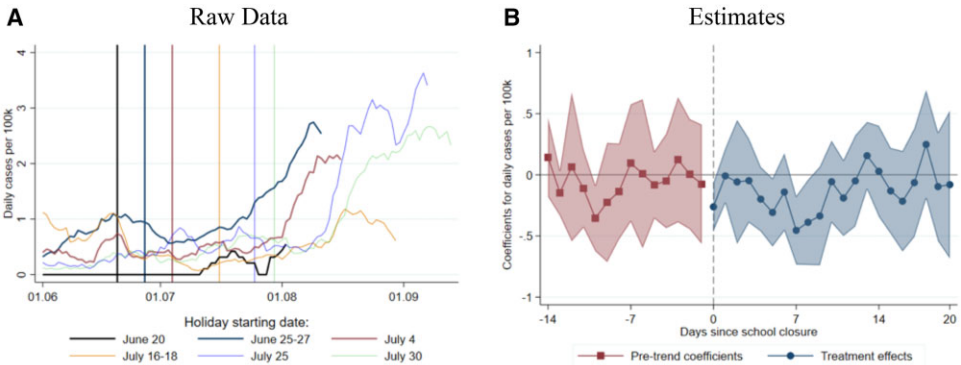 A Raw Data
Daily cases per 100k
4
3
2
1
0
01.06 01.07 01.08 01.09
Holiday starting date:
June 20 June 25-27 July 4
July 16-18 July 25 July 30
B Estimates
Coefficients for daily cases per 100k
1
.5
0
-.5
-1
-14 -7 0 7 14 20
Days since school closure
Pre-trend coefficients Treatment effects